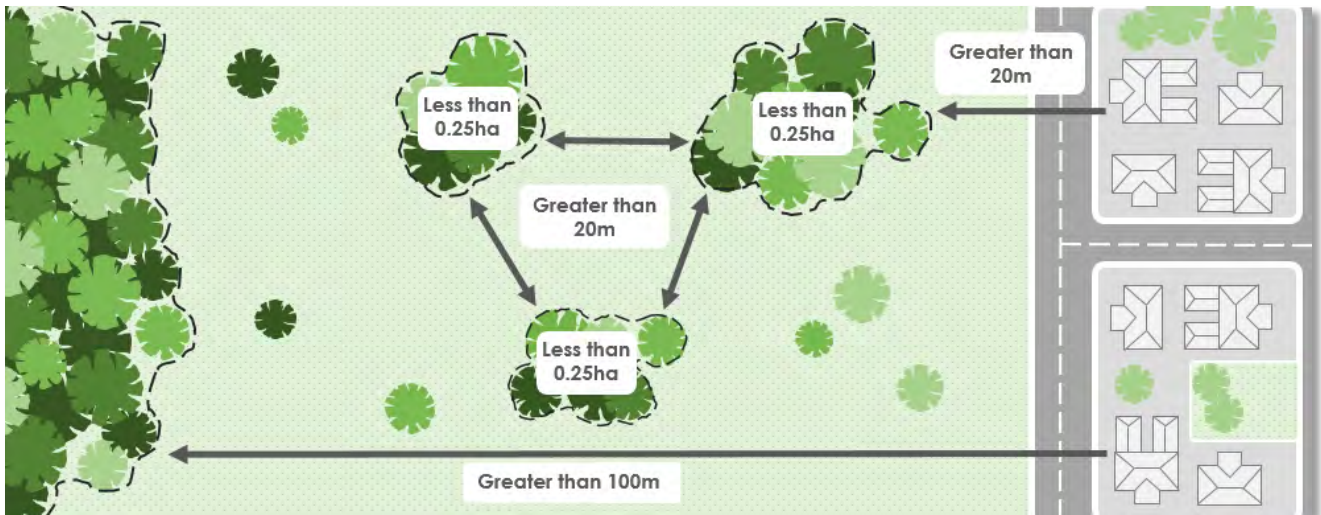 Greater than
20m
Less than
0.25ha
Less than
0.25ha
Greater than
20m
Less than
0.25ha
Greater than 100m